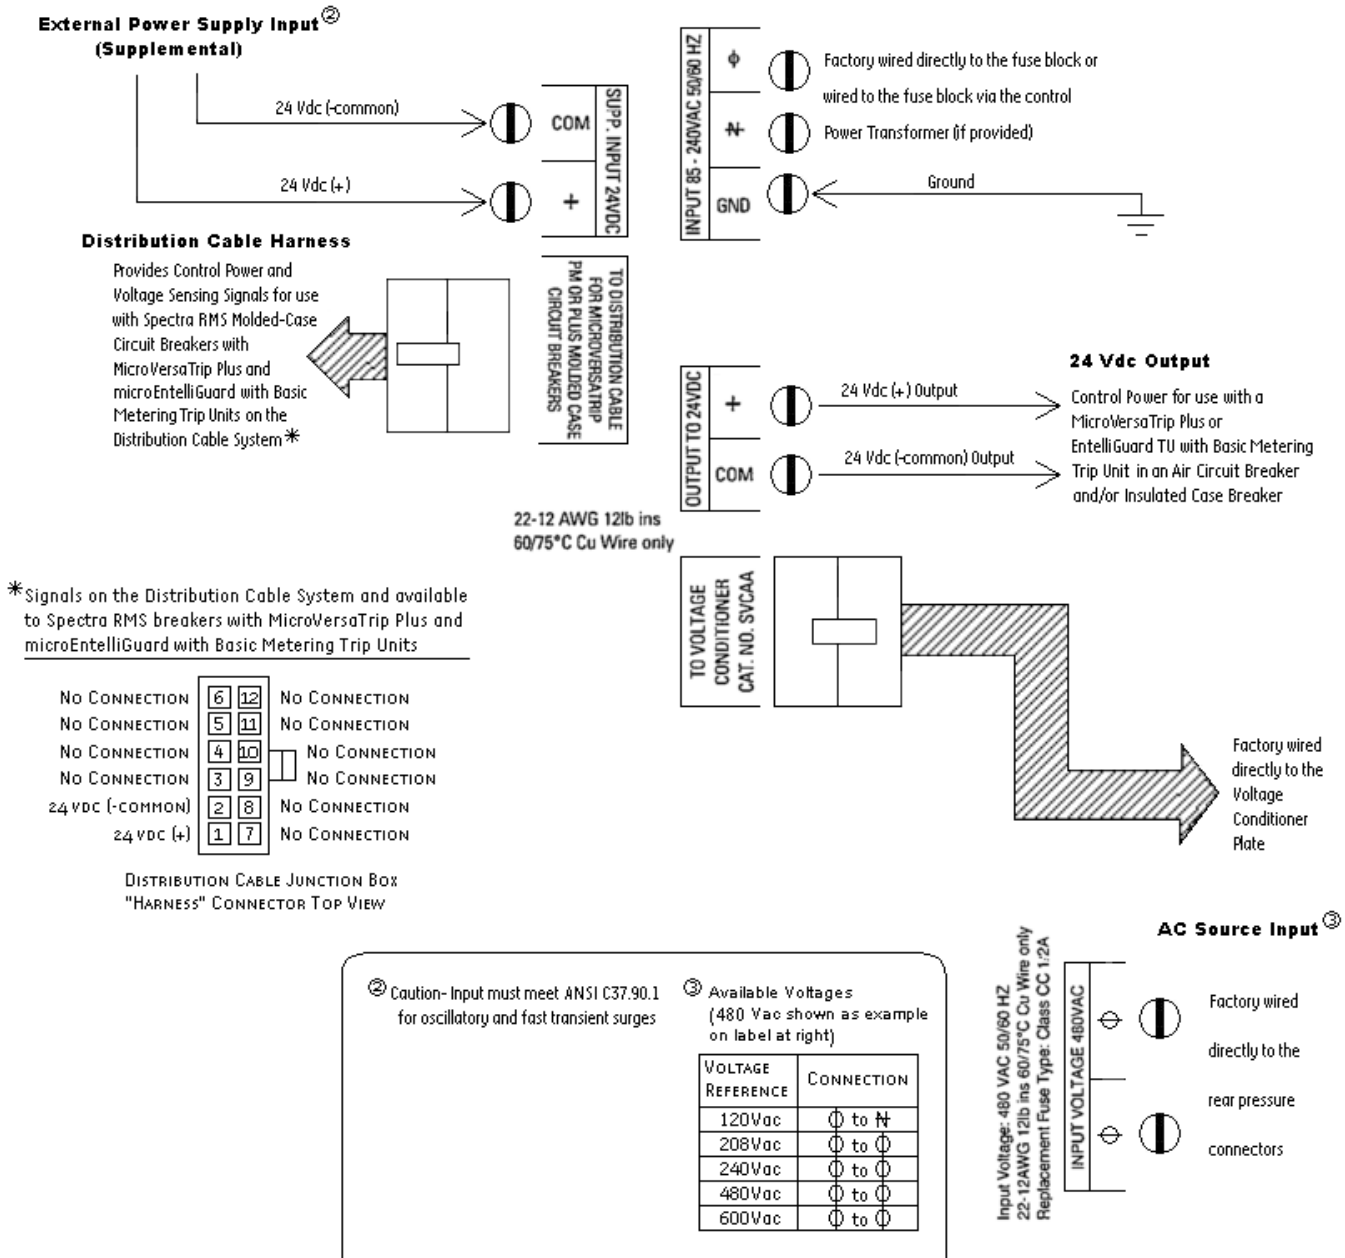 External Power Supply Input ②
(Supplemental)
24 Vdc (-common)
24 Vdc (+)
COM
+
SUPP. INPUT 24VDC
INPUT 85 - 240VAC 50/60 HZ
ϕ
N
GND
Factory wired directly to the fuse block or
wired to the fuse block via the control
Power Transformer (if provided)
Ground
Distribution Cable Harness
Provides Control Power and
Voltage Sensing Signals for use
with Spectra RMS Molded-Case
Circuit Breakers with
MicroVersaTrip Plus and
microEntelliGuard with Basic
Metering Trip Units on the
Distribution Cable System *
TO DISTRIBUTION CABLE
FOR MICROVERSATRIP
PM OR PLUS MOLDED CASE
CIRCUIT BREAKERS
OUTPUT TO 24VDC
+
COM
24 Vdc (+) Output
24 Vdc (-common) Output
24 Vdc Output
Control Power for use with a
MicroVersaTrip Plus or
EntelliGuard TU with Basic Metering
Trip Unit in an Air Circuit Breaker
and/or Insulated Case Breaker
22-12 AWG 12lb ins
60/75°C Cu Wire only
TO VOLTAGE
CONDITIONER
CAT. NO. SVCAA
Factory wired
directly to the
Voltage
Conditioner
Plate
* Signals on the Distribution Cable System and available
to Spectra RMS breakers with MicroVersaTrip Plus and
microEntelliGuard with Basic Metering Trip Units
No Connection 6 12 No Connection
No Connection 5 11 No Connection
No Connection 4 10 No Connection
No Connection 3 9 No Connection
24 VDC (-COMMON) 2 8 No Connection
24 VDC (+) 1 7 No Connection
Distribution Cable Junction Box
"Harness" Connector Top View
② Caution- Input must meet ANSI C37.90.1
for oscillatory and fast transient surges
③ Available Voltages
(480 Vac shown as example
on label at right)
Voltage Reference Connection
120Vac ϕ to N
208Vac ϕ to ϕ
240Vac ϕ to ϕ
480Vac ϕ to ϕ
600Vac ϕ to ϕ
AC Source Input ③
Input Voltage: 480 VAC 50/60 HZ
22-12AWG 12lb ins 60/75°C Cu Wire only
Replacement Fuse Type: Class CC 1/2A
INPUT VOLTAGE 480VAC
ϕ
ϕ
Factory wired
directly to the
rear pressure
connectors